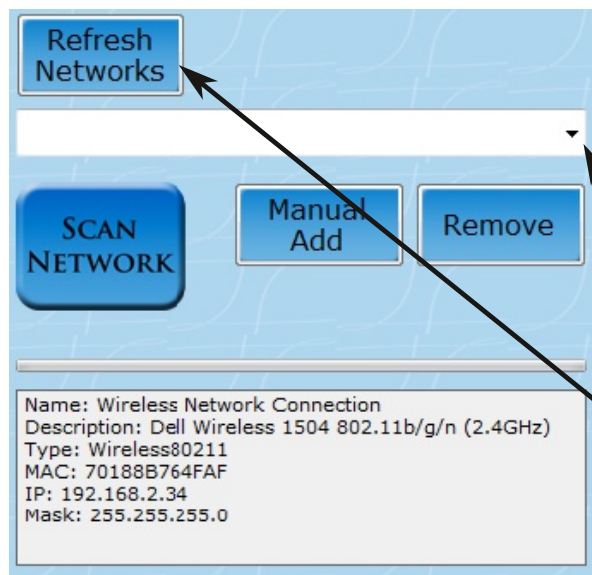 Refresh
Networks
SCAN
NETWORK
Manual
Add
Remove
Name: Wireless Network Connection
Description: Dell Wireless 1504 802.11b/g/n (2.4GHz)
Type: Wireless80211
MAC: 70188B764FAF
IP: 192.168.2.34
Mask: 255.255.255.0